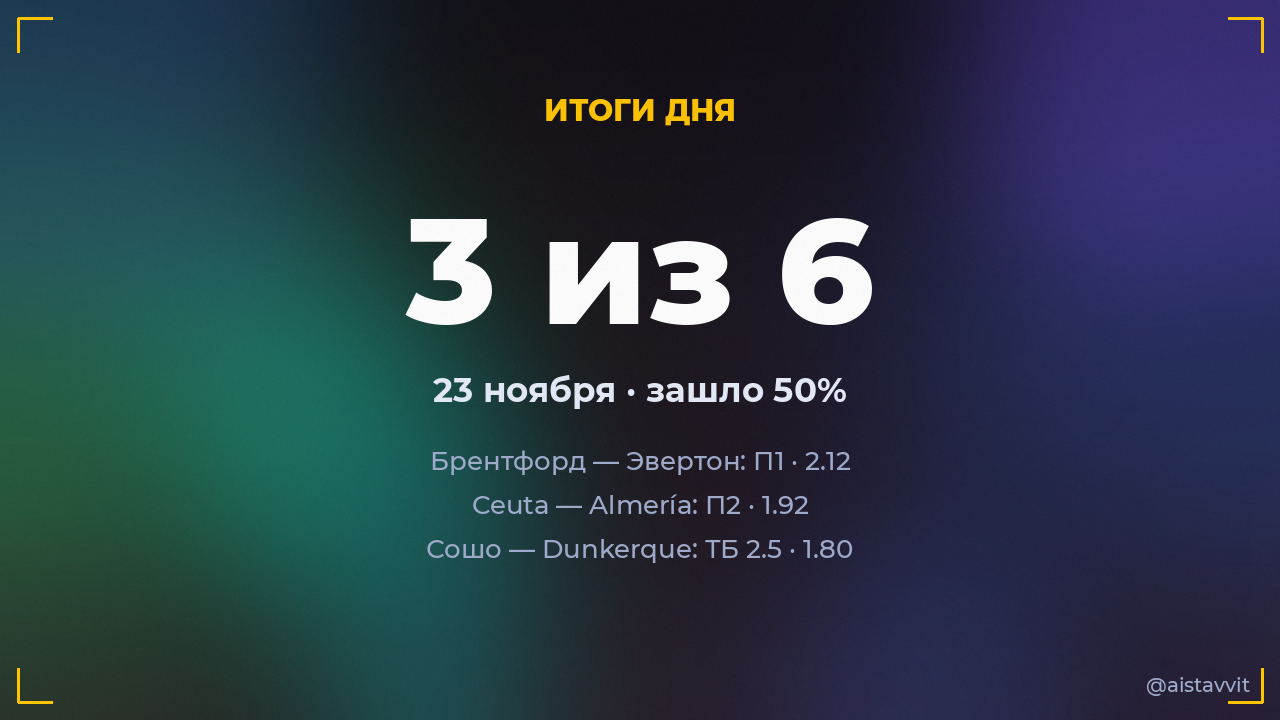 ИТОГИ ДНЯ
3 из 6
23 ноября · зашло 50%
Брентфорд — Эвертон: П1 · 2.12
Ceuta — Almería: П2 · 1.92
Сошо — Dunkerque: ТБ 2.5 · 1.80
@aistavvit